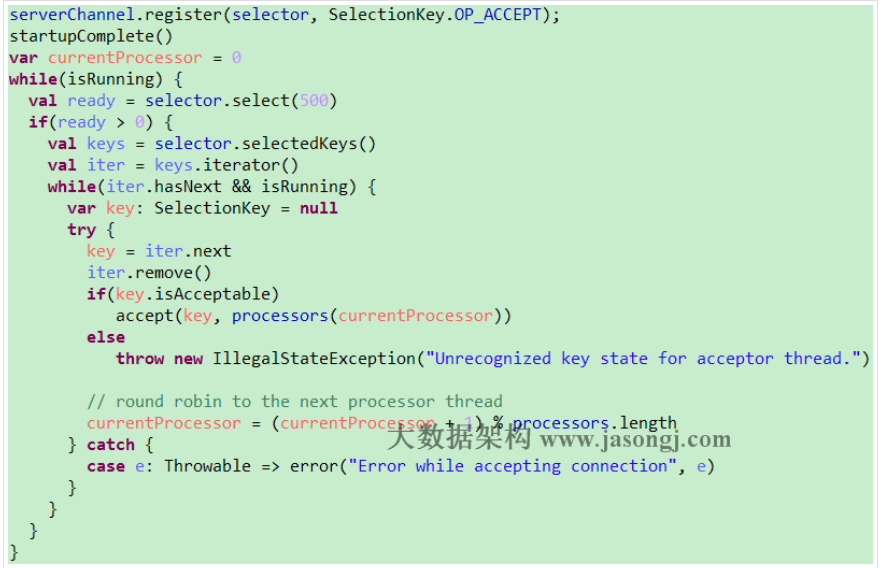 serverChannel.register(selector, SelectionKey.OP_ACCEPT);
startupComplete()
var currentProcessor = 0
while(isRunning) {
  val ready = selector.select(500)
  if(ready > 0) {
    val keys = selector.selectedKeys()
    val iter = keys.iterator()
    while(iter.hasNext && isRunning) {
      var key: SelectionKey = null
      try {
        key = iter.next
        iter.remove()
        if(key.isAcceptable)
           accept(key, processors(currentProcessor))
        else
           throw new IllegalStateException("Unrecognized key state for acceptor thread.")
        // round robin to the next processor thread
        currentProcessor = (currentProcessor + 1) % processors.length
大数据架构 www.jasongj.com
      } catch {
        case e: Throwable => error("Error while accepting connection", e)
      }
    }
  }
}